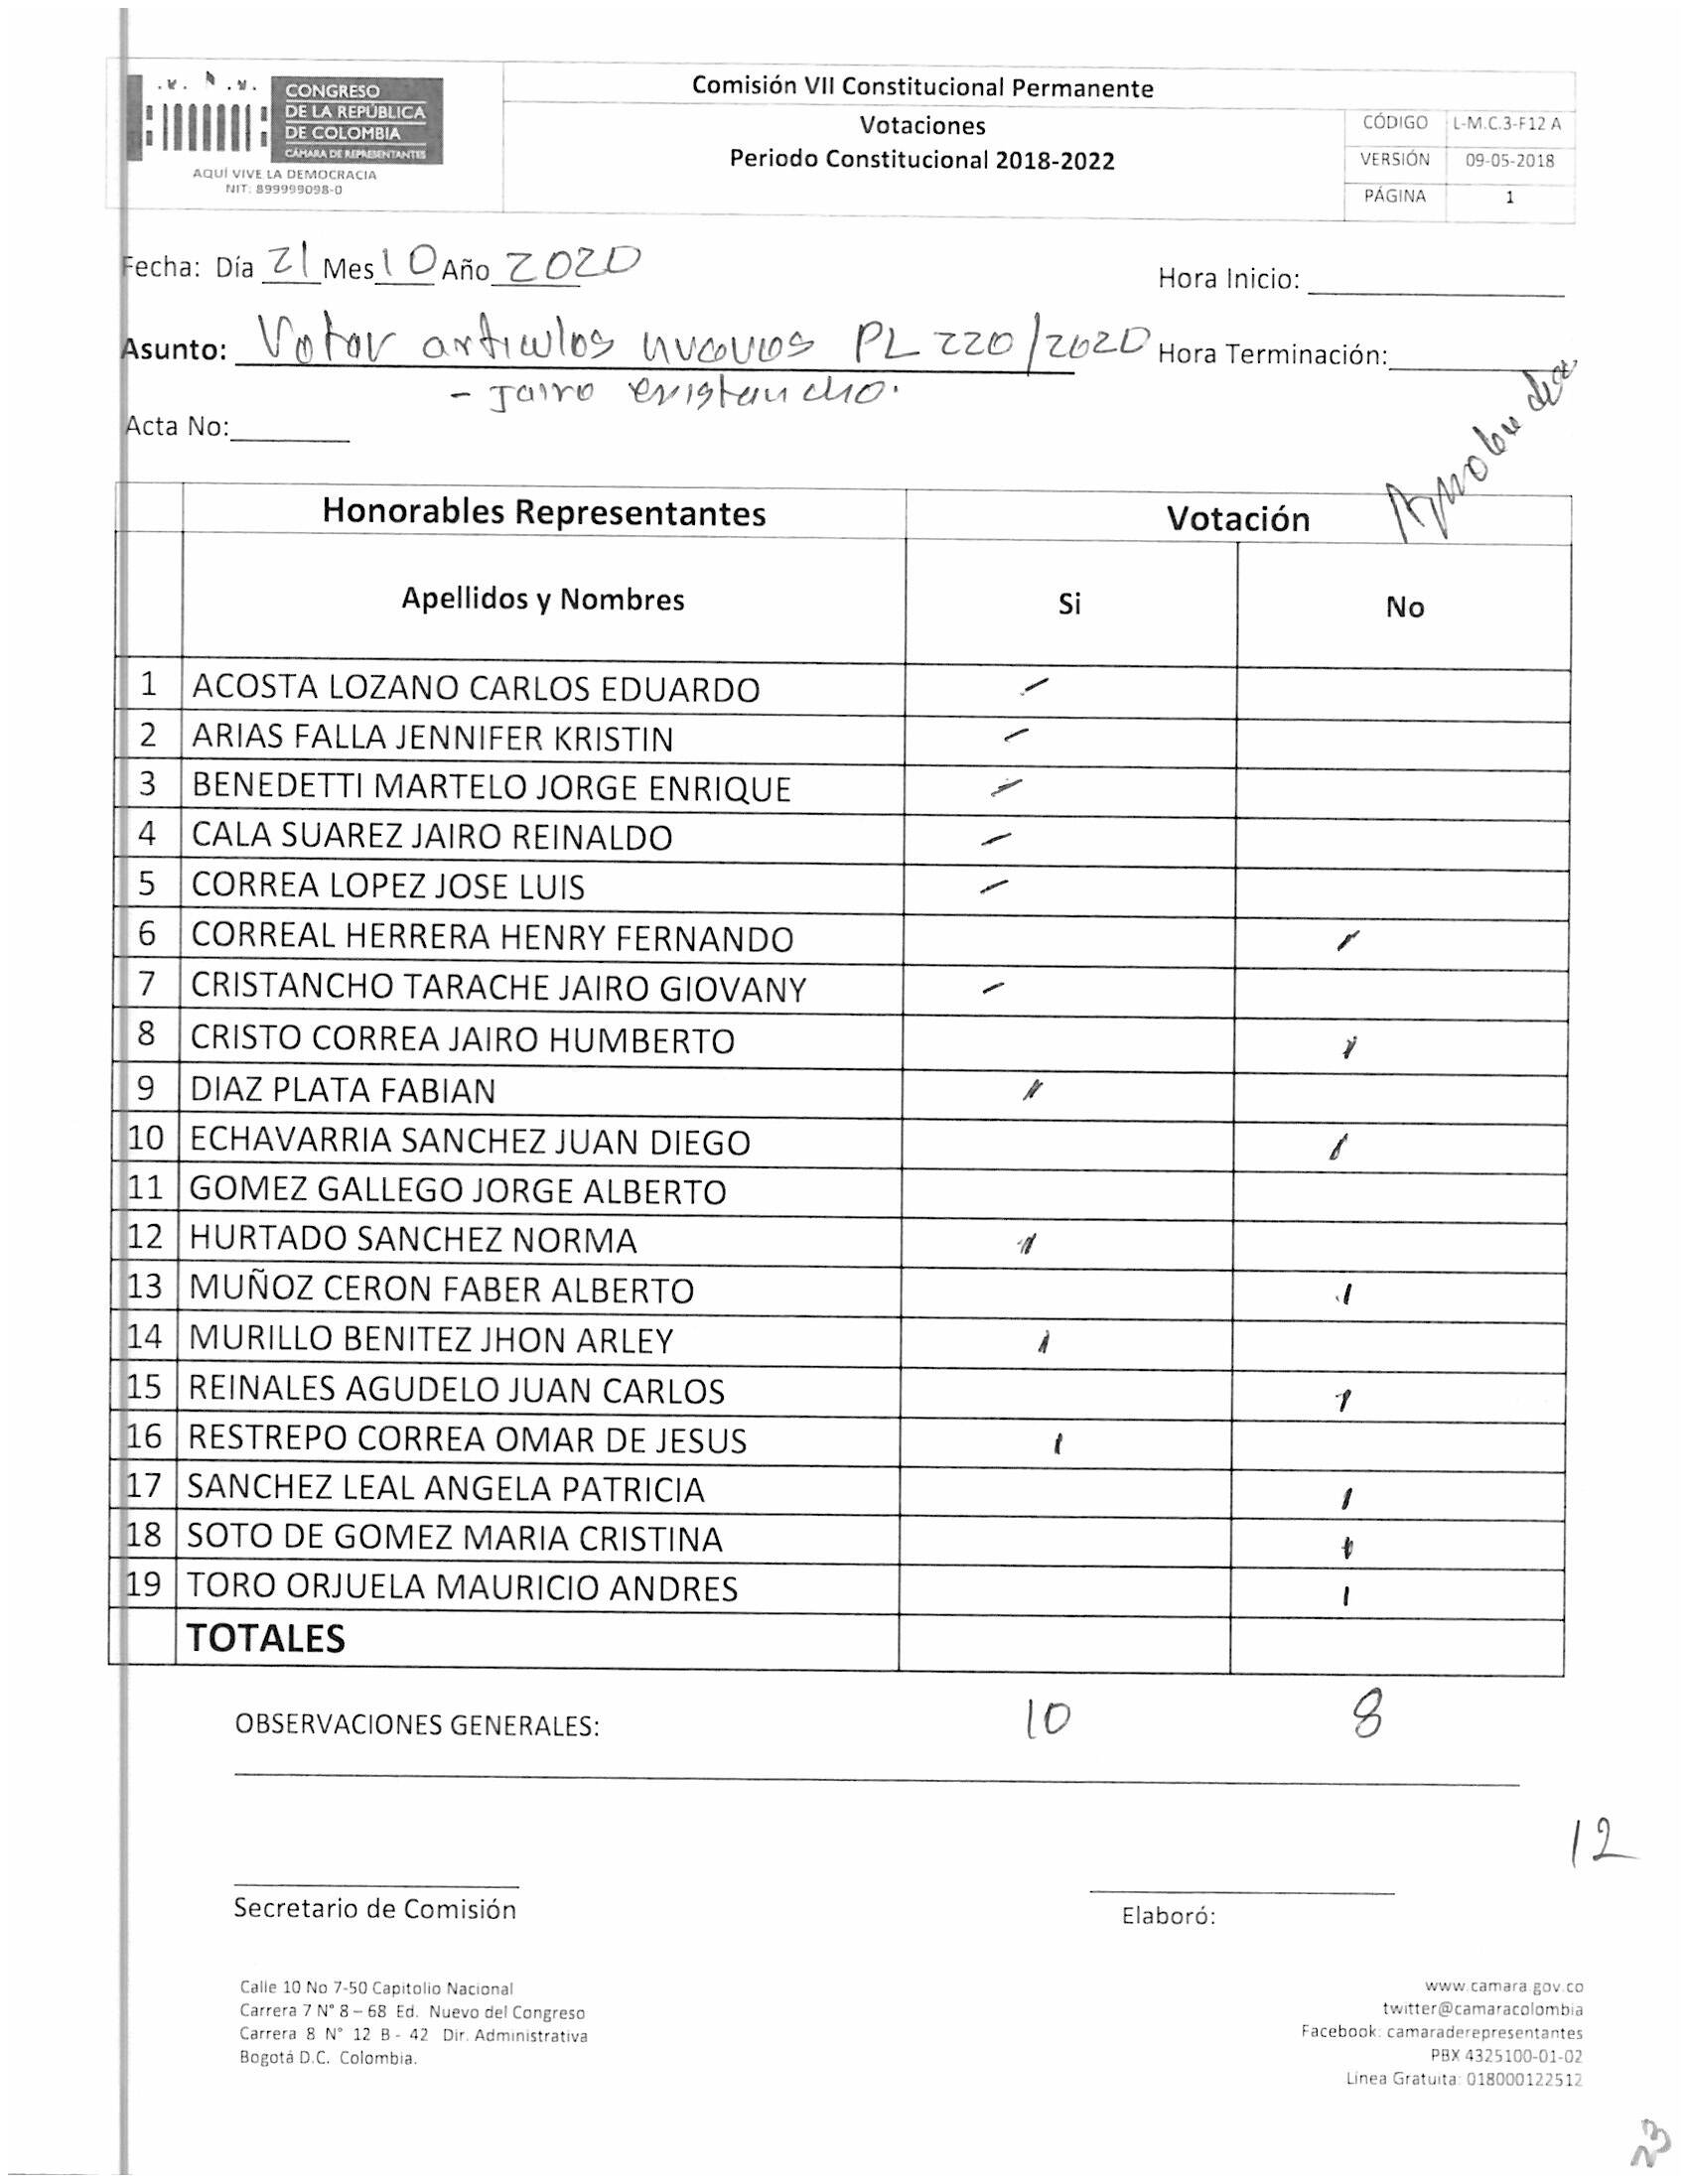 CONGRESO
DE LA REPÚBLICA
DE COLOMBIA
CÁMARA DE REPRESENTANTES
AQUÍ VIVE LA DEMOCRACIA
NIT: 899999098-0
Comisión VII Constitucional Permanente
Votaciones
Periodo Constitucional 2018-2022
CÓDIGO L-M.C.3-F12 A
VERSIÓN 09-05-2018
PÁGINA 1
Fecha: Día 21 Mes 10 Año 2020
Hora Inicio:
Asunto: Votar artículos nuevos PL 220/2020 Hora Terminación:
- Jairo cristancho.
Acta No:
Honorables Representantes Votación
Apellidos y Nombres Si No
1 ACOSTA LOZANO CARLOS EDUARDO
2 ARIAS FALLA JENNIFER KRISTIN
3 BENEDETTI MARTELO JORGE ENRIQUE
4 CALA SUAREZ JAIRO REINALDO
5 CORREA LOPEZ JOSE LUIS
6 CORREAL HERRERA HENRY FERNANDO
7 CRISTANCHO TARACHE JAIRO GIOVANY
8 CRISTO CORREA JAIRO HUMBERTO
9 DIAZ PLATA FABIAN
10 ECHAVARRIA SANCHEZ JUAN DIEGO
11 GOMEZ GALLEGO JORGE ALBERTO
12 HURTADO SANCHEZ NORMA
13 MUÑOZ CERON FABER ALBERTO
14 MURILLO BENITEZ JHON ARLEY
15 REINALES AGUDELO JUAN CARLOS
16 RESTREPO CORREA OMAR DE JESUS
17 SANCHEZ LEAL ANGELA PATRICIA
18 SOTO DE GOMEZ MARIA CRISTINA
19 TORO ORJUELA MAURICIO ANDRES
TOTALES
OBSERVACIONES GENERALES: 10 8
12
Secretario de Comisión
Elaboró:
Calle 10 No 7-50 Capitolio Nacional
Carrera 7 N° 8 – 68 Ed. Nuevo del Congreso
Carrera 8 N° 12 B - 42 Dir. Administrativa
Bogotá D.C. Colombia.
www.camara.gov.co
twitter@camaracolombia
Facebook: camaraderepresentantes
PBX 4325100-01-02
Linea Gratuita: 018000122512
23